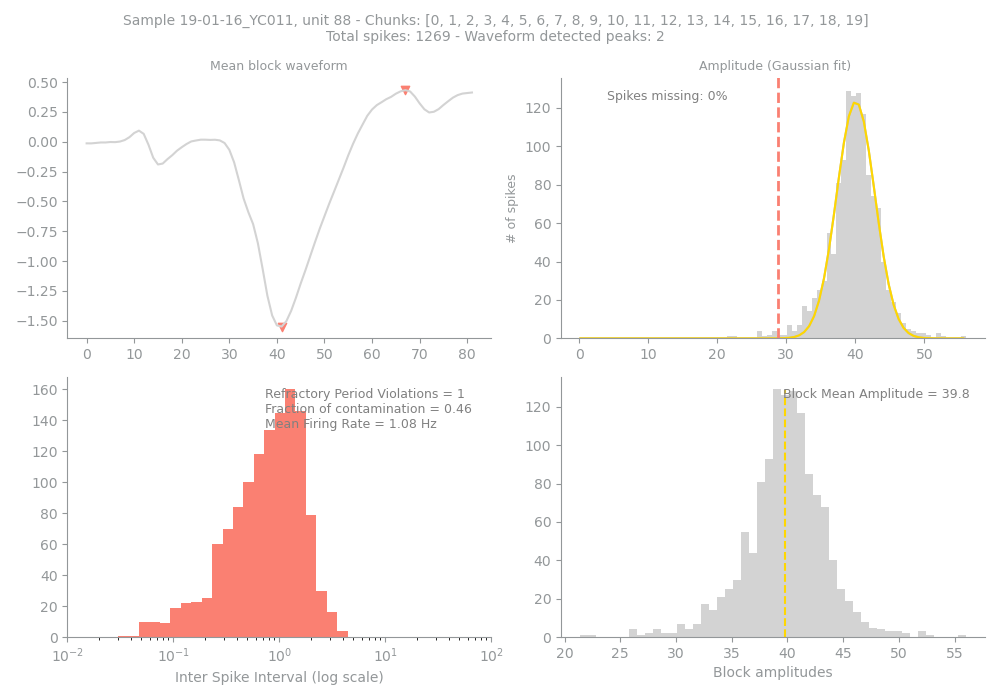 Sample 19-01-16_YC011, unit 88 - Chunks: [0, 1, 2, 3, 4, 5, 6, 7, 8, 9, 10, 11, 12, 13, 14, 15, 16, 17, 18, 19]
Total spikes: 1269 - Waveform detected peaks: 2
Mean block waveform
0.50
0.25
0.00
−0.25
−0.50
−0.75
−1.00
−1.25
−1.50
0 10 20 30 40 50 60 70 80
Amplitude (Gaussian fit)
Spikes missing: 0%
# of spikes
120
100
80
60
40
20
0
0 10 20 30 40 50
Refractory Period Violations = 1
Fraction of contamination = 0.46
Mean Firing Rate = 1.08 Hz
160
140
120
100
80
60
40
20
0
10⁻² 10⁻¹ 10⁰ 10¹ 10²
Inter Spike Interval (log scale)
Block Mean Amplitude = 39.8
120
100
80
60
40
20
0
20 25 30 35 40 45 50 55
Block amplitudes